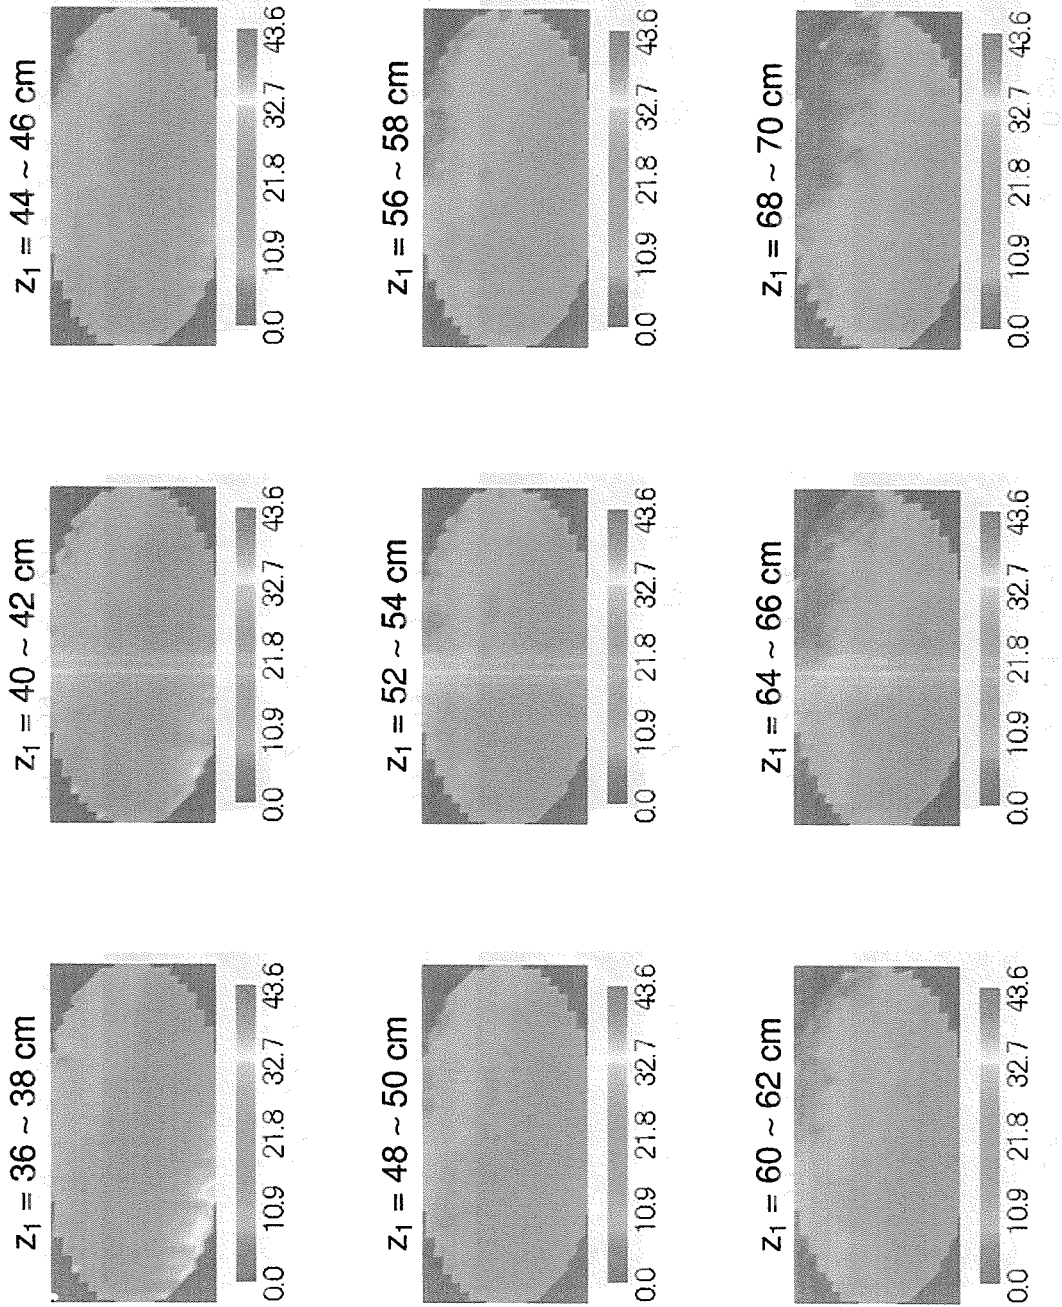 z₁ = 36 ~ 38 cm
0.0 10.9 21.8 32.7 43.6
z₁ = 40 ~ 42 cm
0.0 10.9 21.8 32.7 43.6
z₁ = 44 ~ 46 cm
0.0 10.9 21.8 32.7 43.6
z₁ = 48 ~ 50 cm
0.0 10.9 21.8 32.7 43.6
z₁ = 52 ~ 54 cm
0.0 10.9 21.8 32.7 43.6
z₁ = 56 ~ 58 cm
0.0 10.9 21.8 32.7 43.6
z₁ = 60 ~ 62 cm
0.0 10.9 21.8 32.7 43.6
z₁ = 64 ~ 66 cm
0.0 10.9 21.8 32.7 43.6
z₁ = 68 ~ 70 cm
0.0 10.9 21.8 32.7 43.6